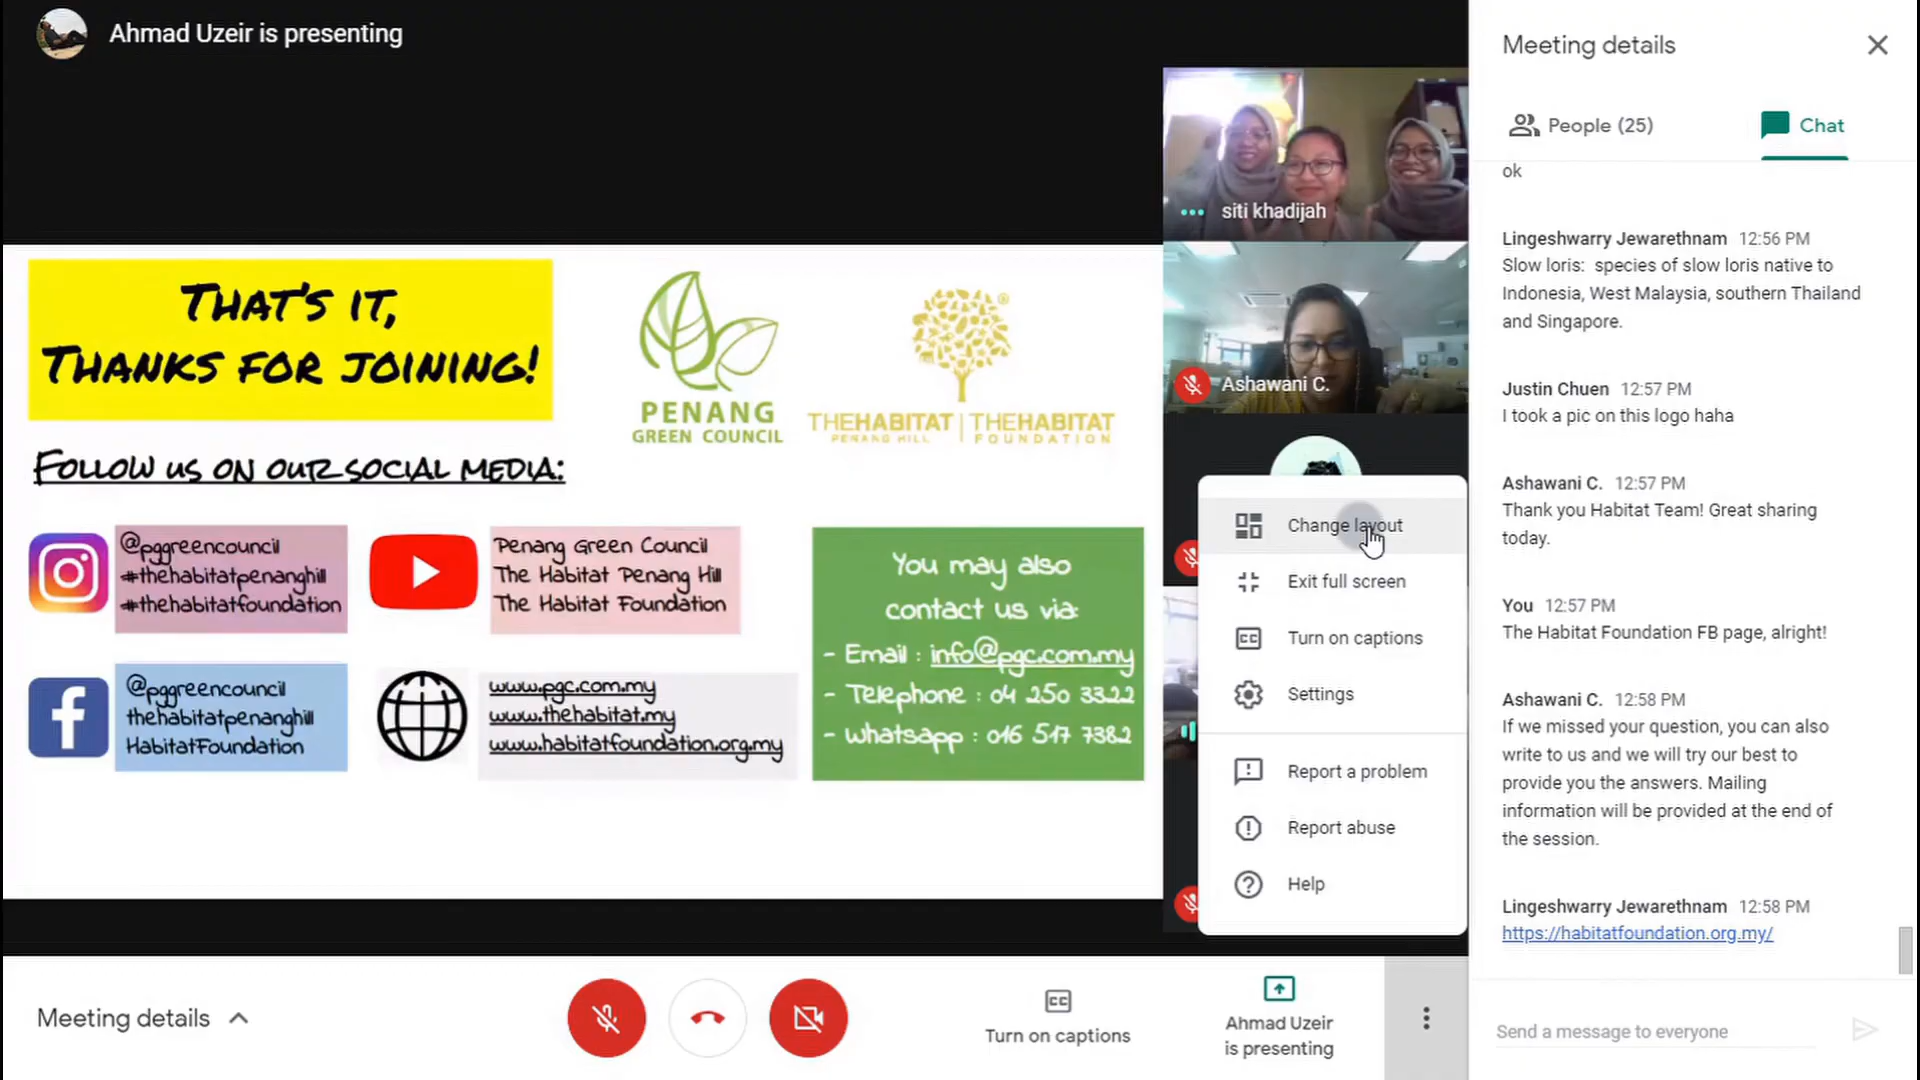 Ahmad Uzeir is presenting
THAT'S IT,
THANKS FOR JOINING!
PENANG
GREEN COUNCIL
THEHABITAT
PENANG HILL
THEHABITAT
FOUNDATION
FOLLOW US ON OUR SOCIAL MEDIA:
@pggreencouncil
#thehabitatpenanghill
#thehabitatfoundation
Penang Green Council
The Habitat Penang Hill
The Habitat Foundation
@pggreencouncil
thehabitatpenanghill
HabitatFoundation
www.pgc.com.my
www.thehabitat.my
www.habitatfoundation.org.my
You may also
contact us via:
- Email : info@pgc.com.my
- Telephone : 04 250 3322
- Whatsapp : 016 517 7382
siti khadijah
Ashawani C.
Change layout
Exit full screen
Turn on captions
Settings
Report a problem
Report abuse
Help
Meeting details
People (25)
Chat
ok
Lingeshwarry Jewarethnam 12:56 PM
Slow loris:  species of slow loris native to
Indonesia, West Malaysia, southern Thailand
and Singapore.
Justin Chuen 12:57 PM
I took a pic on this logo haha
Ashawani C. 12:57 PM
Thank you Habitat Team! Great sharing
today.
You 12:57 PM
The Habitat Foundation FB page, alright!
Ashawani C. 12:58 PM
If we missed your question, you can also
write to us and we will try our best to
provide you the answers. Mailing
information will be provided at the end of
the session.
Lingeshwarry Jewarethnam 12:58 PM
https://habitatfoundation.org.my/
Send a message to everyone
Meeting details
Turn on captions
Ahmad Uzeir
is presenting